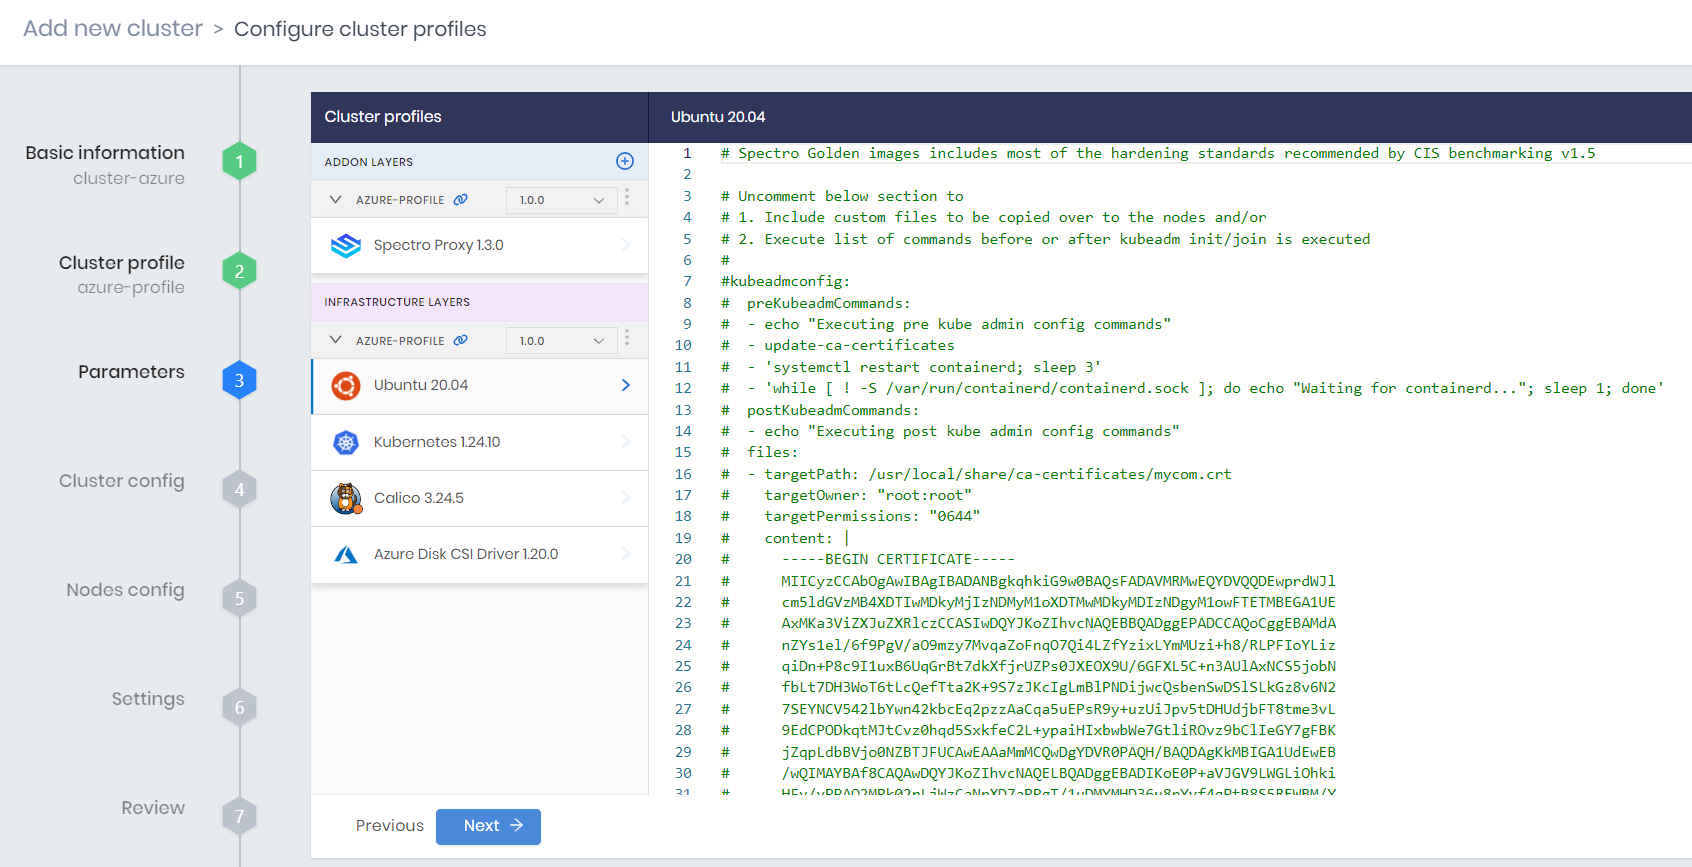 Add new cluster > Configure cluster profiles
Basic information
cluster-azure
1
Cluster profile
azure-profile
2
Parameters
3
Cluster config
4
Nodes config
5
Settings
6
Review
7
Cluster profiles
ADDON LAYERS
AZURE-PROFILE 1.0.0
Spectro Proxy 1.3.0
INFRASTRUCTURE LAYERS
AZURE-PROFILE 1.0.0
Ubuntu 20.04
Kubernetes 1.24.10
Calico 3.24.5
Azure Disk CSI Driver 1.20.0
Ubuntu 20.04
1 # Spectro Golden images includes most of the hardening standards recommended by CIS benchmarking v1.5
2
3 # Uncomment below section to
4 # 1. Include custom files to be copied over to the nodes and/or
5 # 2. Execute list of commands before or after kubeadm init/join is executed
6 #
7 #kubeadmconfig:
8 #  preKubeadmCommands:
9 #  - echo "Executing pre kube admin config commands"
10 #  - update-ca-certificates
11 #  - 'systemctl restart containerd; sleep 3'
12 #  - 'while [ ! -S /var/run/containerd/containerd.sock ]; do echo "Waiting for containerd..."; sleep 1; done'
13 #  postKubeadmCommands:
14 #  - echo "Executing post kube admin config commands"
15 #  files:
16 #  - targetPath: /usr/local/share/ca-certificates/mycom.crt
17 #    targetOwner: "root:root"
18 #    targetPermissions: "0644"
19 #    content: |
20 #      -----BEGIN CERTIFICATE-----
21 #      MIICyzCCAbOgAwIBAgIBADANBgkqhkiG9w0BAQsFADAVMRMwEQYDVQQDEwprdWJl
22 #      cm5ldGVzMB4XDTIwMDkyMjIzNDMyM1oXDTMwMDkyMDIzNDgyM1owFTETMBEGA1UE
23 #      AxMKa3ViZXJuZXRlczCCASIwDQYJKoZIhvcNAQEBBQADggEPADCCAQoCggEBAMdA
24 #      nZYs1el/6f9PgV/aO9mzy7MvqaZoFnqO7Qi4LZfYzixLYmMUzi+h8/RLPFIoYLiz
25 #      qiDn+P8c9I1uxB6UqGrBt7dkXfjrUZPs0JXEOX9U/6GFXL5C+n3AUlAxNCS5jobN
26 #      fbLt7DH3WoT6tLcQefTta2K+9S7zJKcIgLmBlPNDijwcQsbenSwDSlSLkGz8v6N2
27 #      7SEYNCV542lbYwn42kbcEq2pzzAaCqa5uEPsR9y+uzUiJpv5tDHUdjbFT8tme3vL
28 #      9EdCPODkqtMJtCvz0hqd5SxkfeC2L+ypaiHIxbwbWe7GtliROvz9bClIeGY7gFBK
29 #      jZqpLdbBVjo0NZBTJFUCAwEAAaMmMCQwDgYDVR0PAQH/BAQDAgKkMBIGA1UdEwEB
30 #      /wQIMAYBAf8CAQAwDQYJKoZIhvcNAQELBQADggEBADIKoE0P+aVJGV9LWGLiOhki
31 #
Previous
Next →